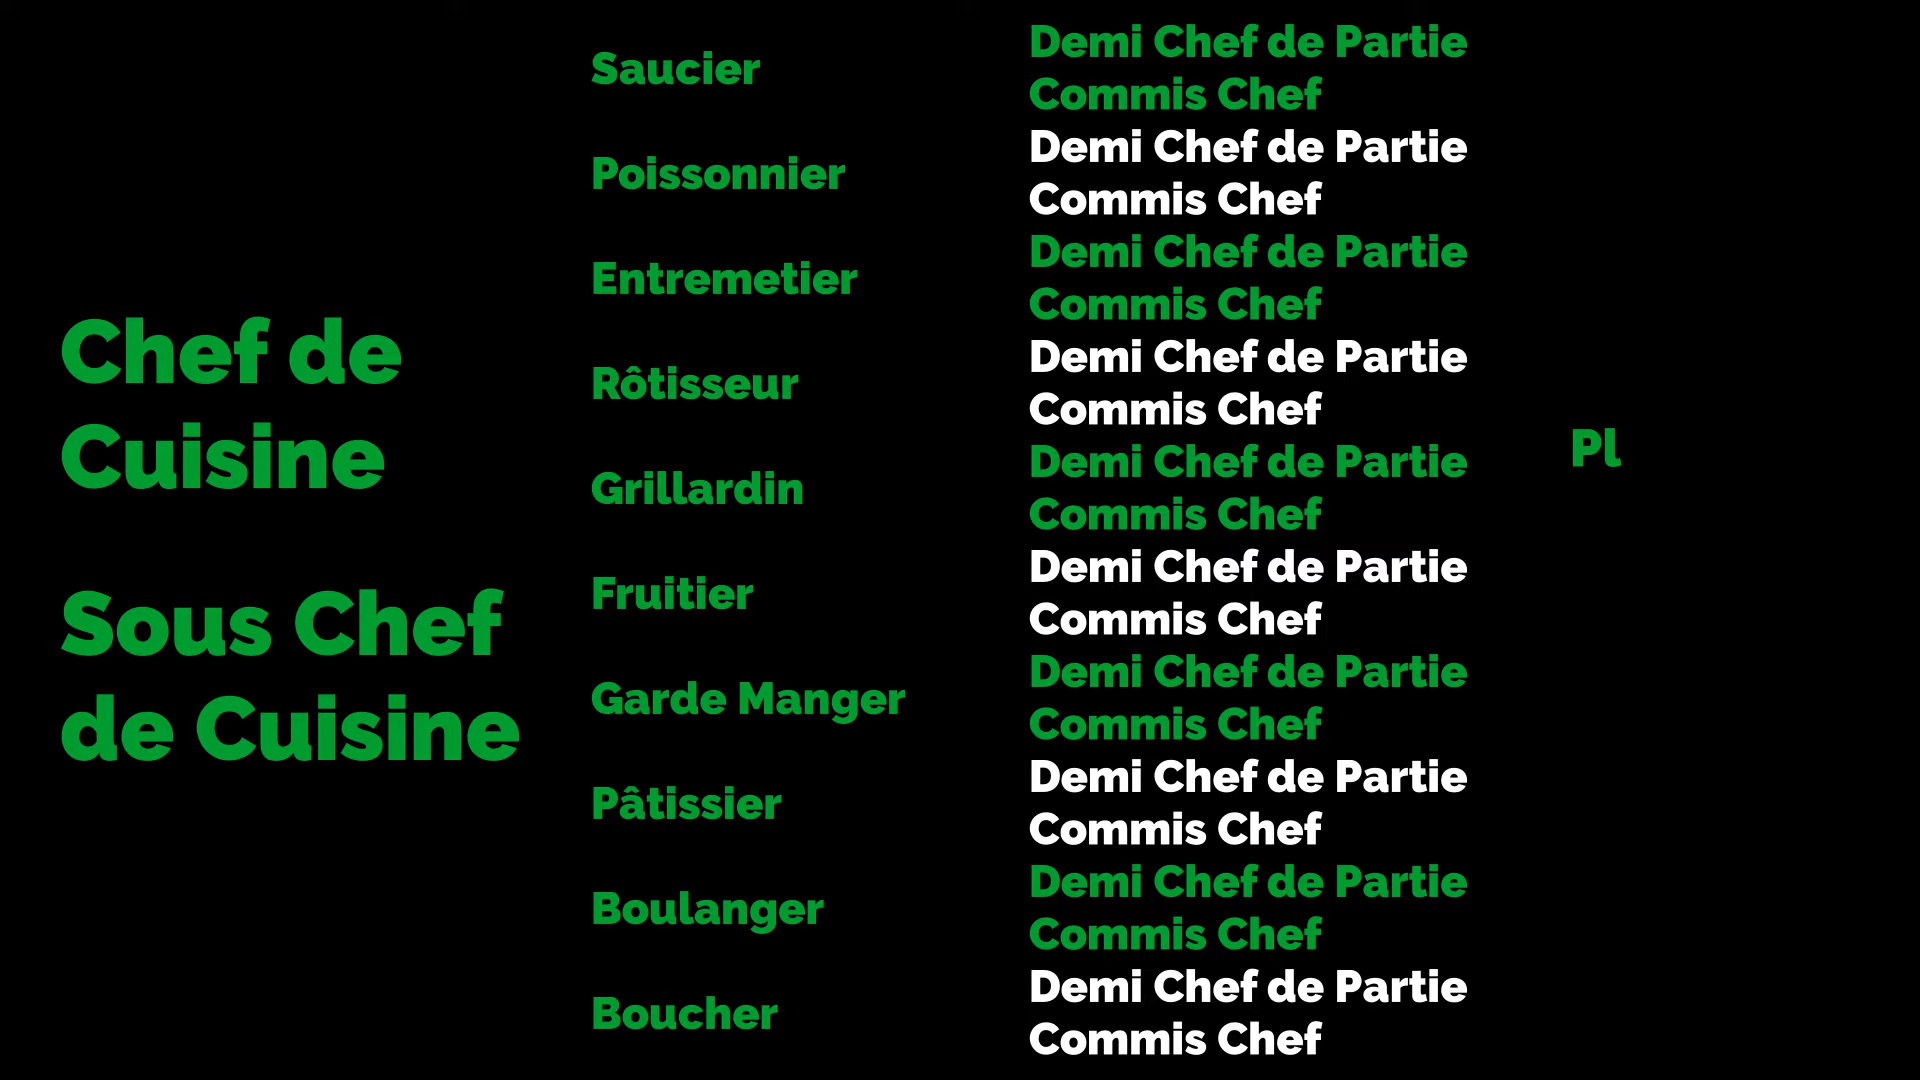 Chef de
Cuisine
Sous Chef
de Cuisine
Saucier
Poissonnier
Entremetier
Rôtisseur
Grillardin
Fruitier
Garde Manger
Pâtissier
Boulanger
Boucher
Demi Chef de Partie
Commis Chef
Demi Chef de Partie
Commis Chef
Demi Chef de Partie
Commis Chef
Demi Chef de Partie
Commis Chef
Demi Chef de Partie
Commis Chef
Demi Chef de Partie
Commis Chef
Demi Chef de Partie
Commis Chef
Demi Chef de Partie
Commis Chef
Demi Chef de Partie
Commis Chef
Demi Chef de Partie
Commis Chef
Pl